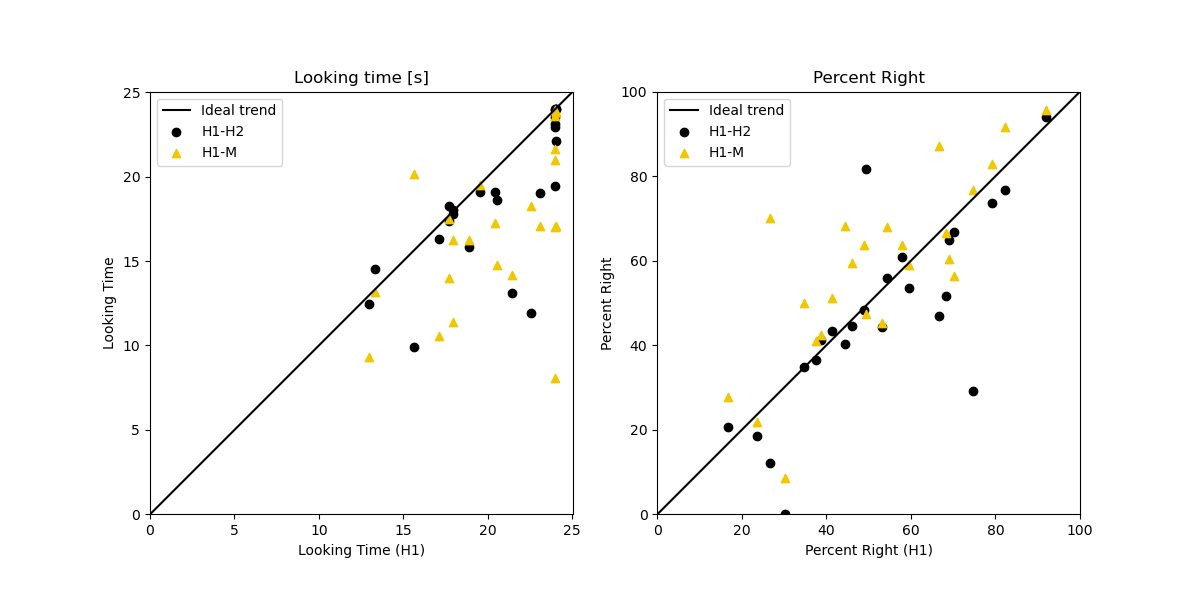 Looking time [s]
Ideal trend
H1-H2
H1-M
25
20
15
10
5
0
0 5 10 15 20 25
Looking Time
Looking Time (H1)
Percent Right
Ideal trend
H1-H2
H1-M
100
80
60
40
20
0
0 20 40 60 80 100
Percent Right
Percent Right (H1)